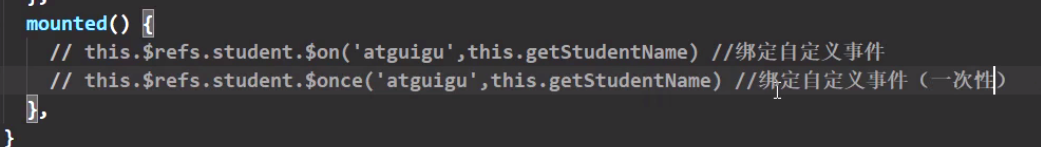 mounted() {
// this.$refs.student.$on('atguigu',this.getStudentName) //绑定自定义事件
// this.$refs.student.$once('atguigu',this.getStudentName) //绑定自定义事件（一次性）
},
}